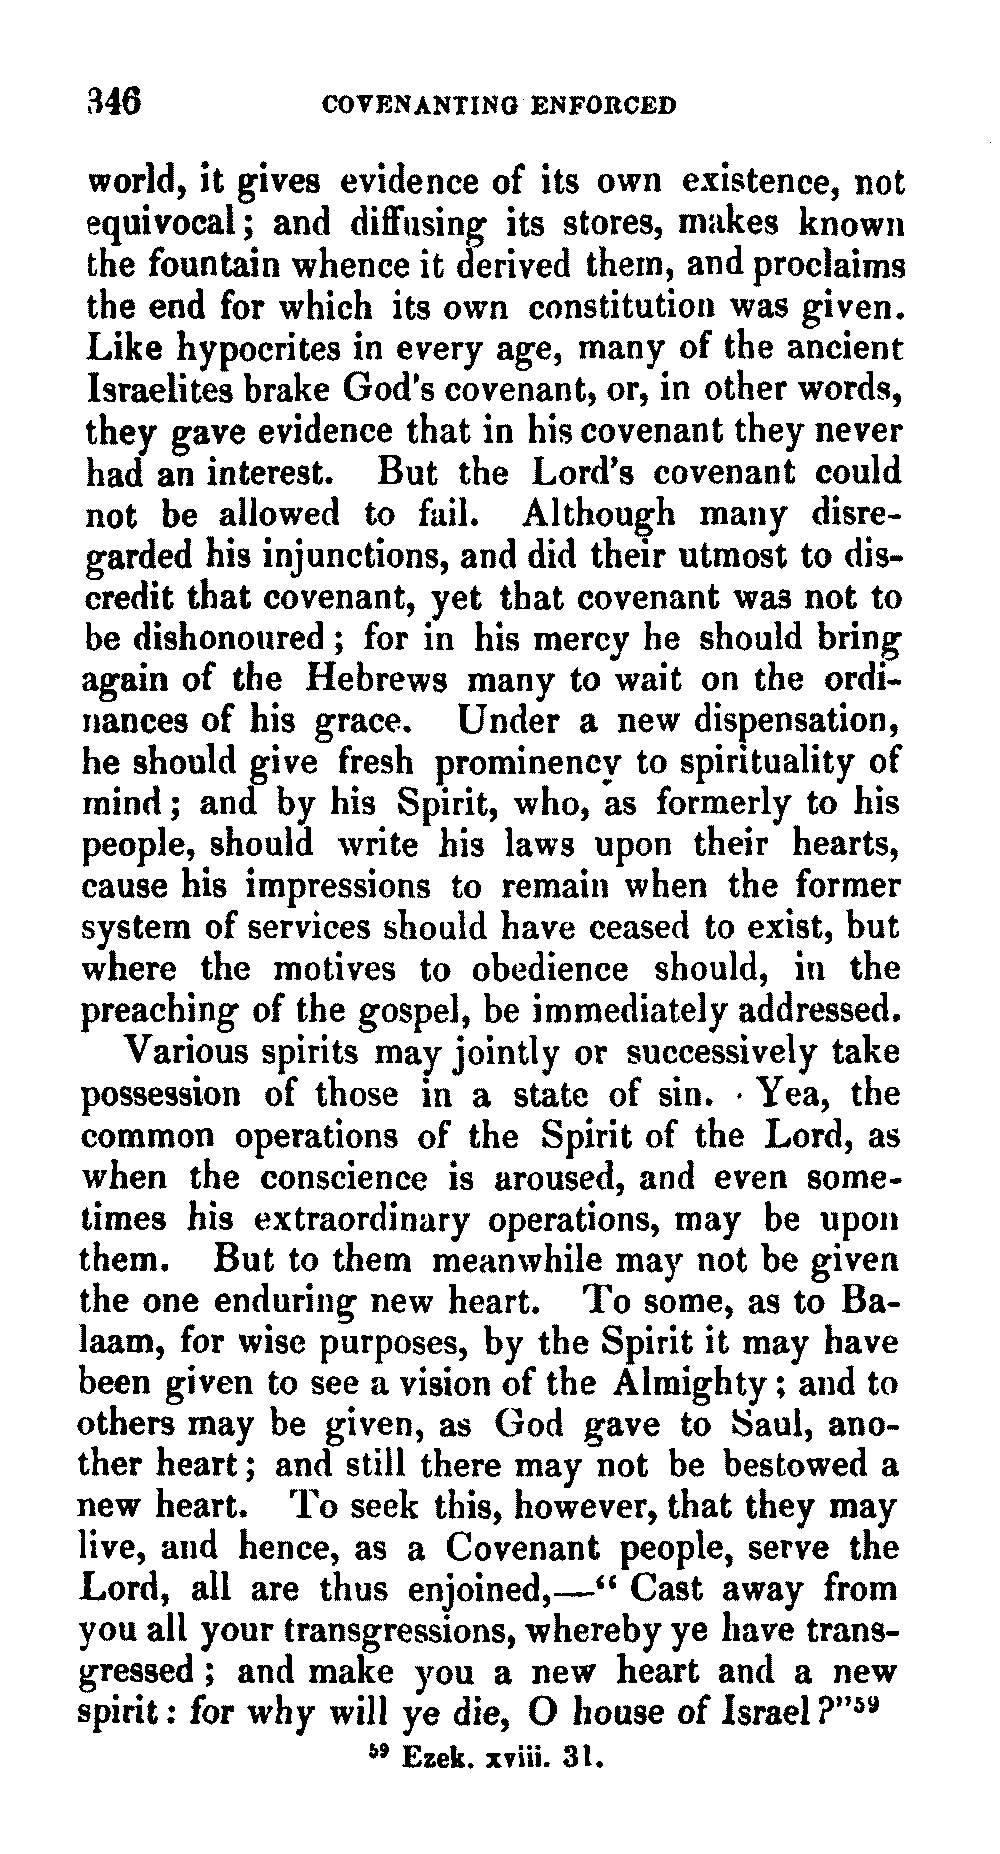 346 COVENANTING ENFORCED
world, it gives evidence of its own existence, not
equivocal; and diffusing its stores, makes known
the fountain whence it derived them, and proclaims
the end for which its own constitution was given.
Like hypocrites in every age, many of the ancient
Israelites brake God's covenant, or, in other words,
they gave evidence that in his covenant they never
had an interest. But the Lord's covenant could
not be allowed to fail. Although many disre-
garded his injunctions, and did their utmost to dis-
credit that covenant, yet that covenant was not to
be dishonoured; for in his mercy he should bring
again of the Hebrews many to wait on the ordi-
nances of his grace. Under a new dispensation,
he should give fresh prominency to spirituality of
mind; and by his Spirit, who, as formerly to his
people, should write his laws upon their hearts,
cause his impressions to remain when the former
system of services should have ceased to exist, but
where the motives to obedience should, in the
preaching of the gospel, be immediately addressed.
Various spirits may jointly or successively take
possession of those in a state of sin. Yea, the
common operations of the Spirit of the Lord, as
when the conscience is aroused, and even some-
times his extraordinary operations, may be upon
them. But to them meanwhile may not be given
the one enduring new heart. To some, as to Ba-
laam, for wise purposes, by the Spirit it may have
been given to see a vision of the Almighty; and to
others may be given, as God gave to Saul, ano-
ther heart; and still there may not be bestowed a
new heart. To seek this, however, that they may
live, and hence, as a Covenant people, serve the
Lord, all are thus enjoined,—“ Cast away from
you all your transgressions, whereby ye have trans-
gressed; and make you a new heart and a new
spirit: for why will ye die, O house of Israel?”⁵⁹
⁵⁹ Ezek. xviii. 31.